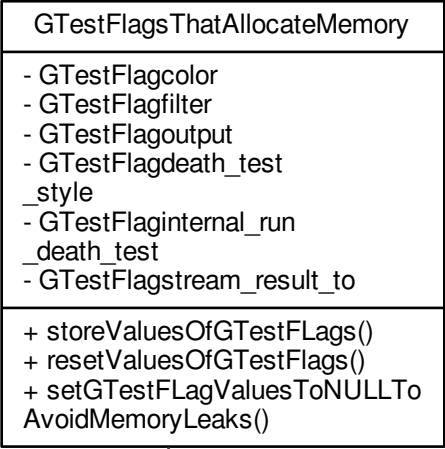 GTestFlagsThatAllocateMemory
- GTestFlagcolor
- GTestFlagfilter
- GTestFlagoutput
- GTestFlagdeath_test
_style
- GTestFlaginternal_run
_death_test
- GTestFlagstream_result_to
+ storeValuesOfGTestFLags()
+ resetValuesOfGTestFlags()
+ setGTestFLagValuesToNULLTo
AvoidMemoryLeaks()